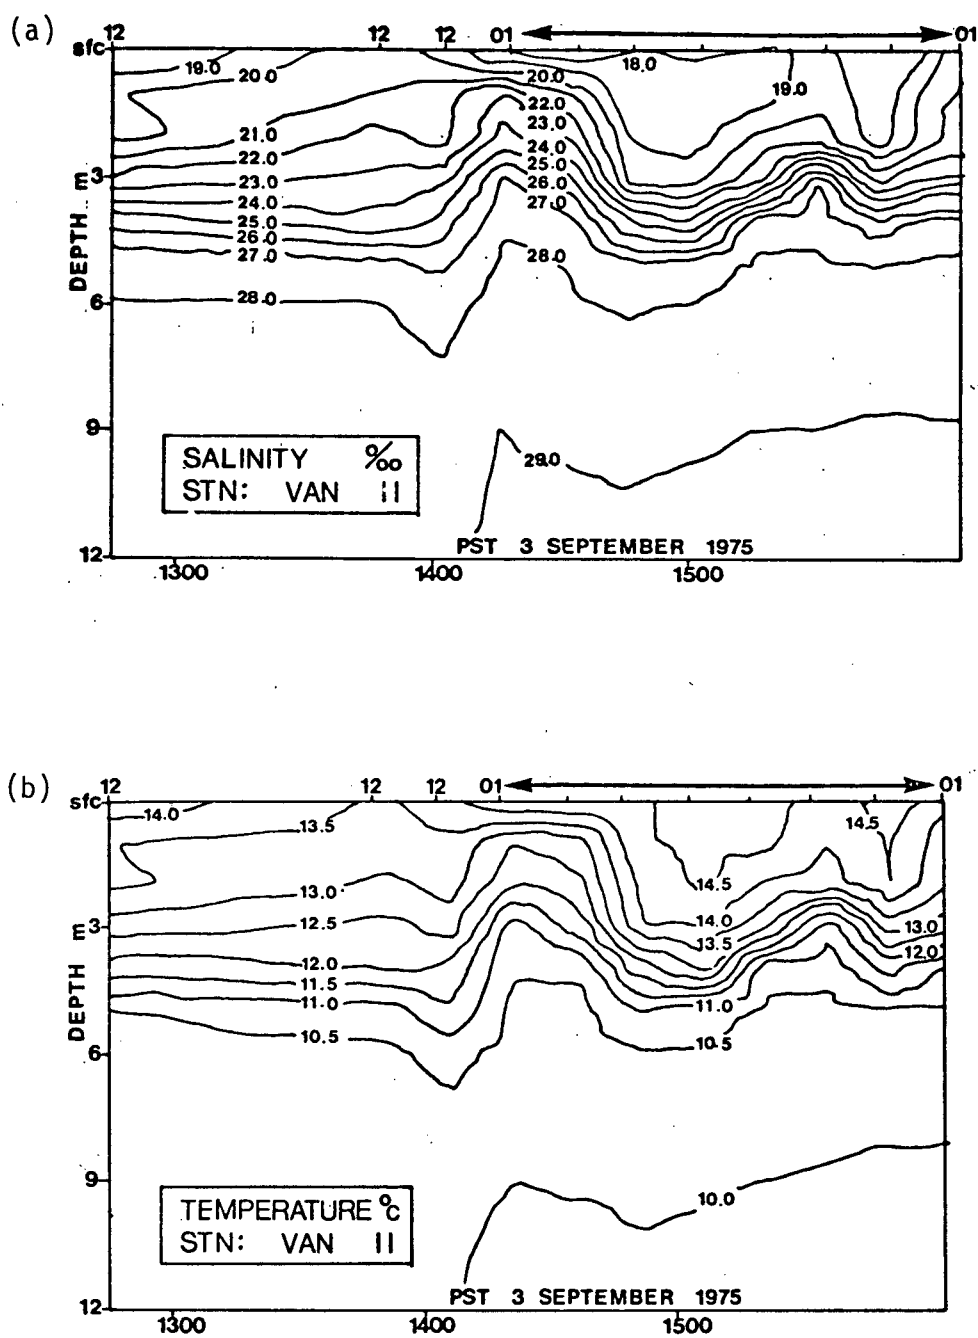 (a)
12 12 12 01 01
sfc
19.0 20.0 20.0 18.0 19.0
21.0 22.0
22.0 23.0
3 23.0 24.0
24.0 25.0
25.0 26.0
26.0 27.0
27.0 28.0
6 28.0
DEPTH m
9 29.0
SALINITY ‰
STN: VAN 11
PST 3 SEPTEMBER 1975
12
1300 1400 1500
(b)
12 12 12 01 01
sfc
14.0 13.5 14.5
13.0 14.5
12.5 14.0 13.0
3 13.5 12.0
12.0
11.5
11.0 11.0
10.5 10.5
DEPTH m
6
9 10.0
TEMPERATURE °c
STN: VAN 11
PST 3 SEPTEMBER 1975
12
1300 1400 1500